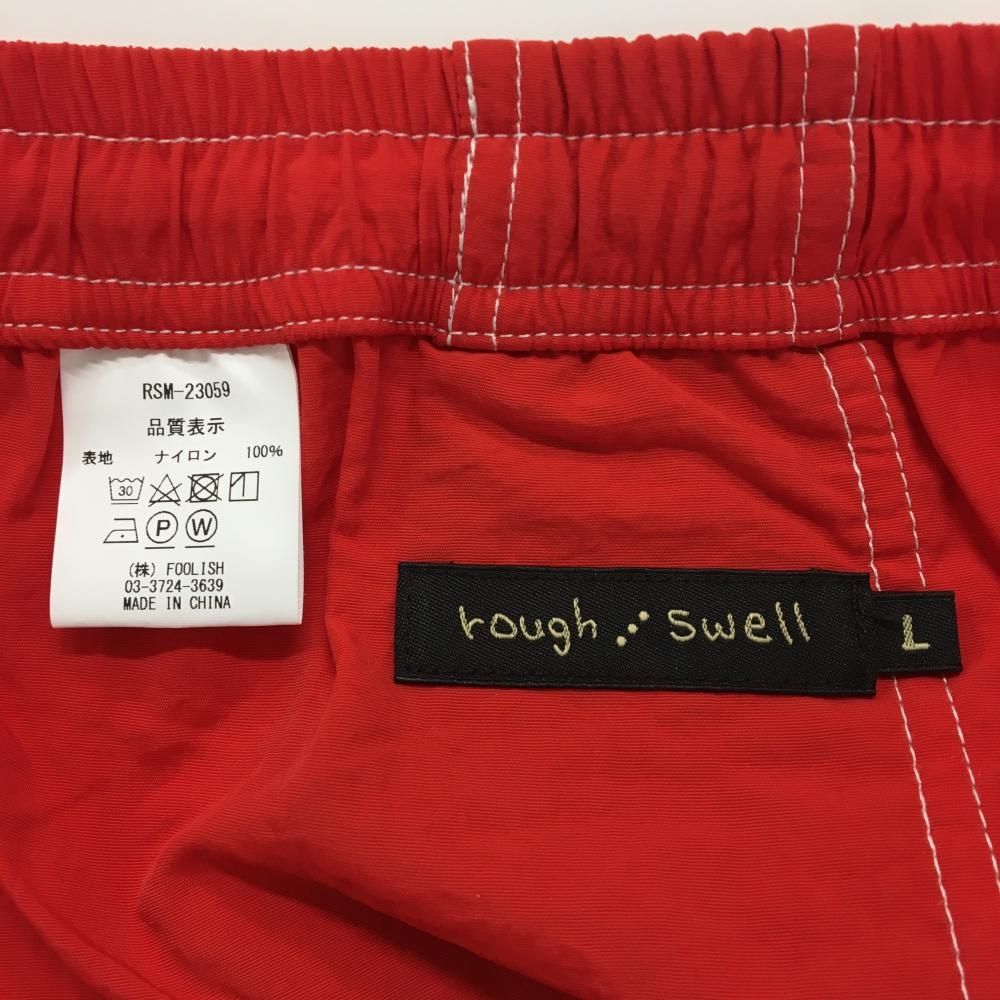 RSM-23059
品質表示
表地 ナイロン 100%
30
P W
(株) FOOLISH
03-3724-3639
MADE IN CHINA
rough swell
L